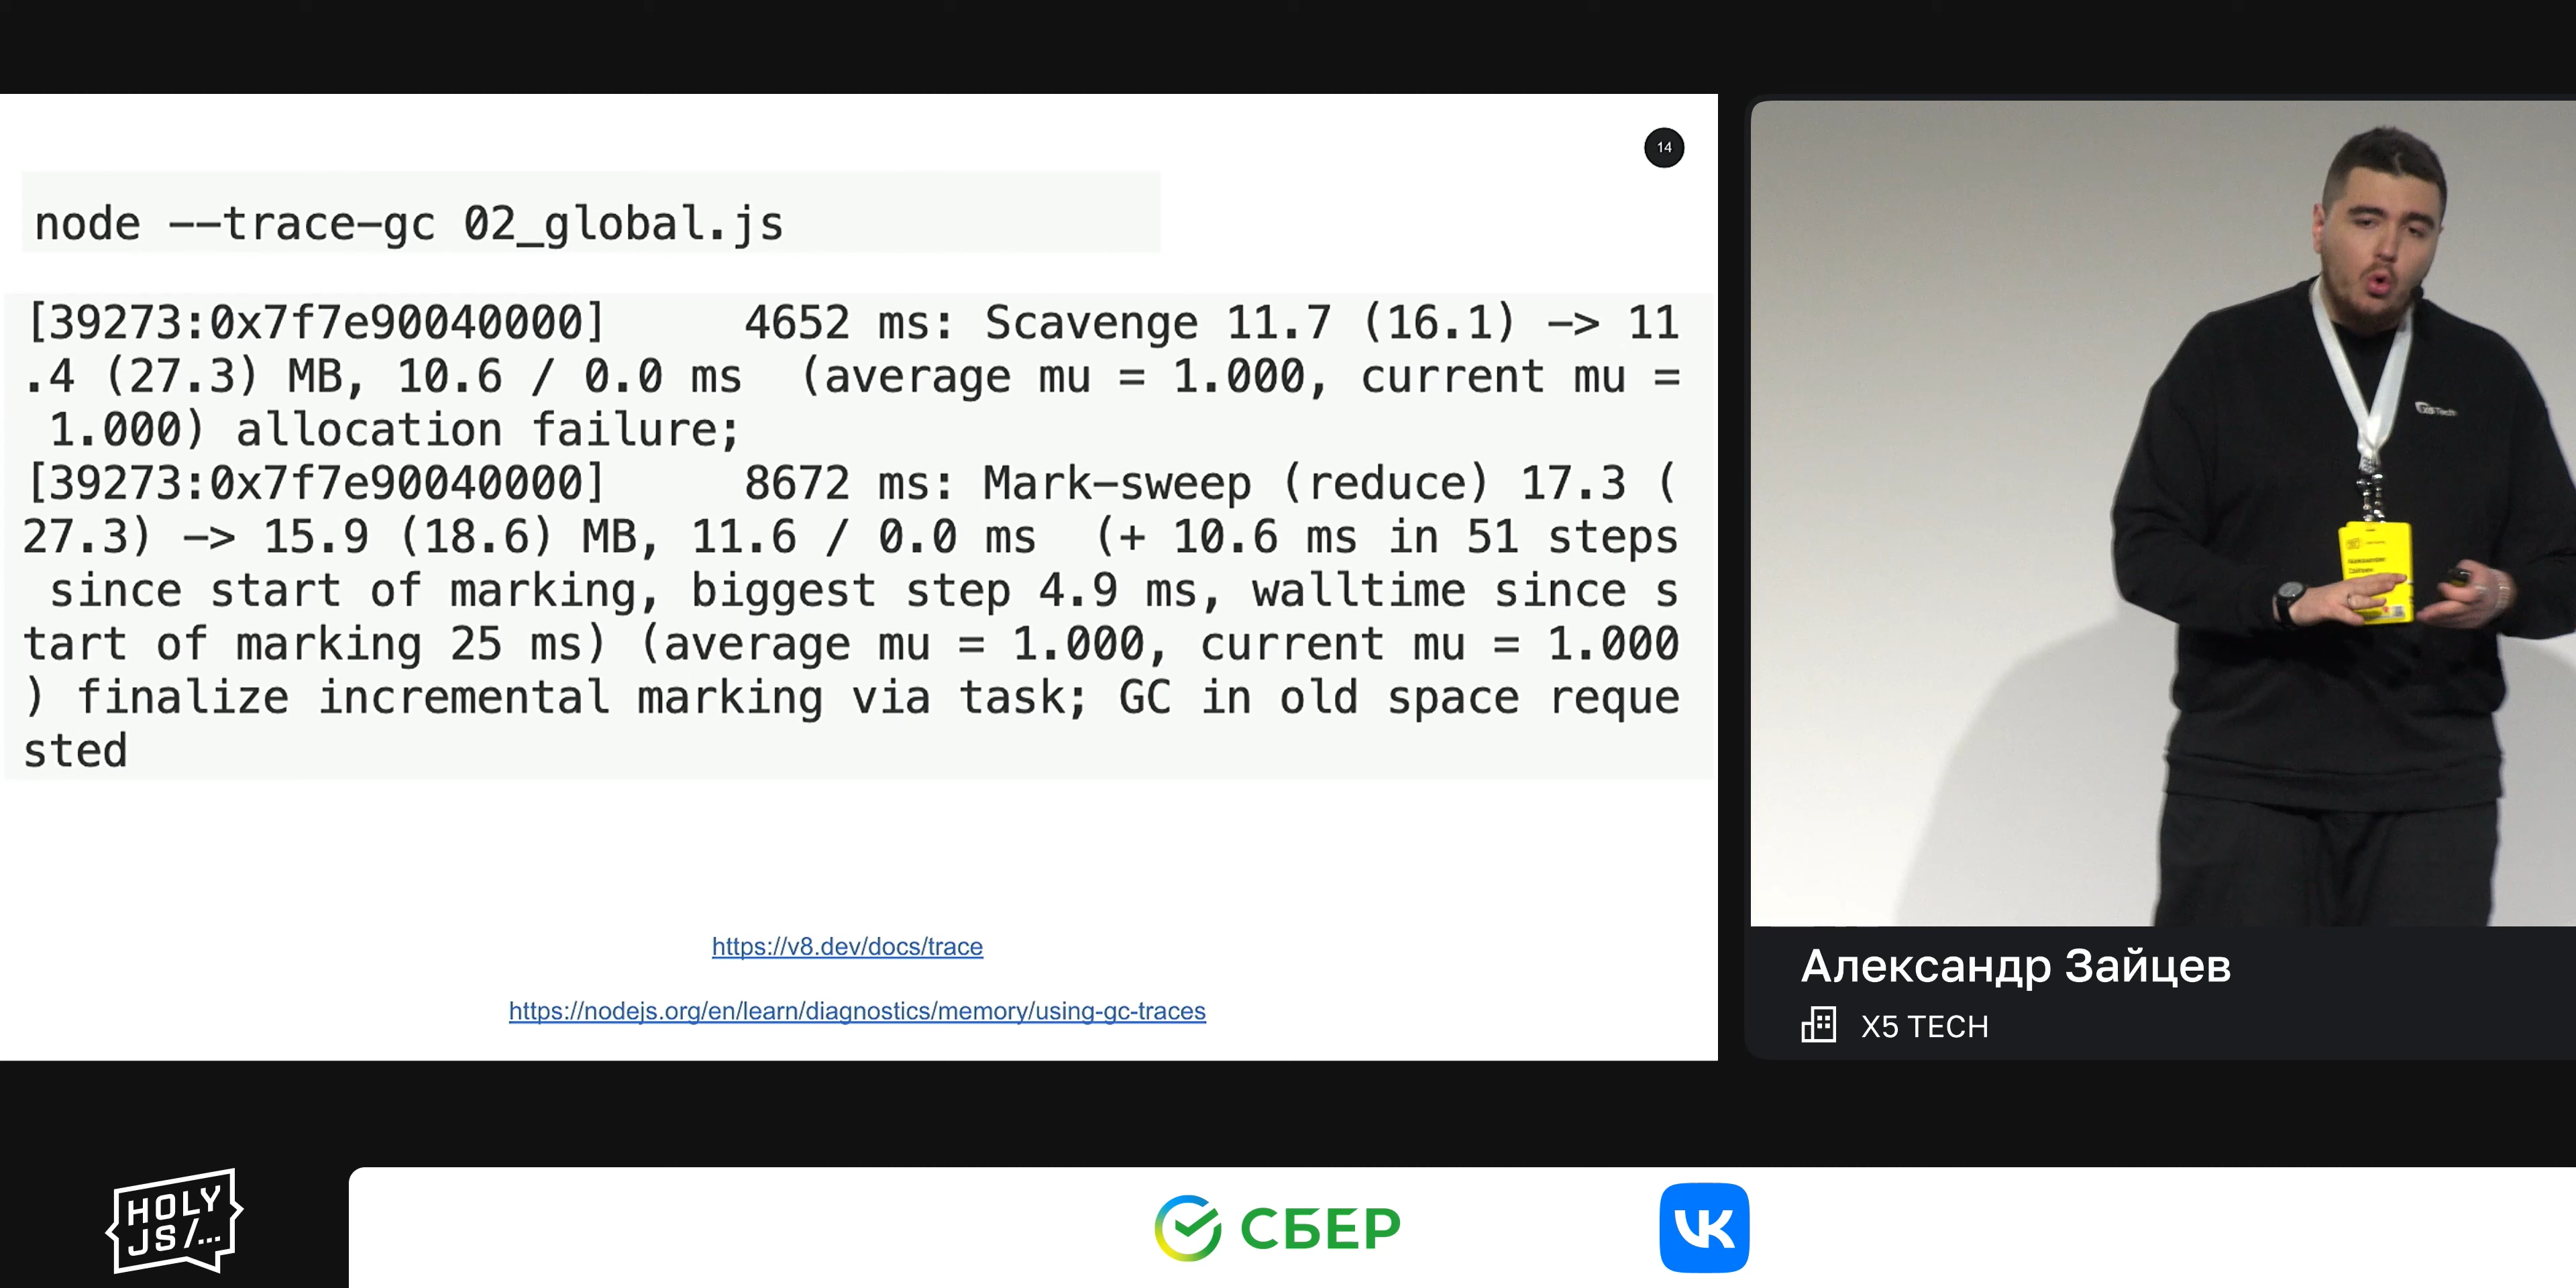 14
node --trace-gc 02_global.js
[39273:0x7f7e90040000]     4652 ms: Scavenge 11.7 (16.1) -> 11
.4 (27.3) MB, 10.6 / 0.0 ms  (average mu = 1.000, current mu =
 1.000) allocation failure;
[39273:0x7f7e90040000]     8672 ms: Mark-sweep (reduce) 17.3 (
27.3) -> 15.9 (18.6) MB, 11.6 / 0.0 ms  (+ 10.6 ms in 51 steps
 since start of marking, biggest step 4.9 ms, walltime since s
tart of marking 25 ms) (average mu = 1.000, current mu = 1.000
) finalize incremental marking via task; GC in old space reque
sted
https://v8.dev/docs/trace
https://nodejs.org/en/learn/diagnostics/memory/using-gc-traces
Александр Зайцев
X5 TECH
HOLY
JS/...
СБЕР
VK